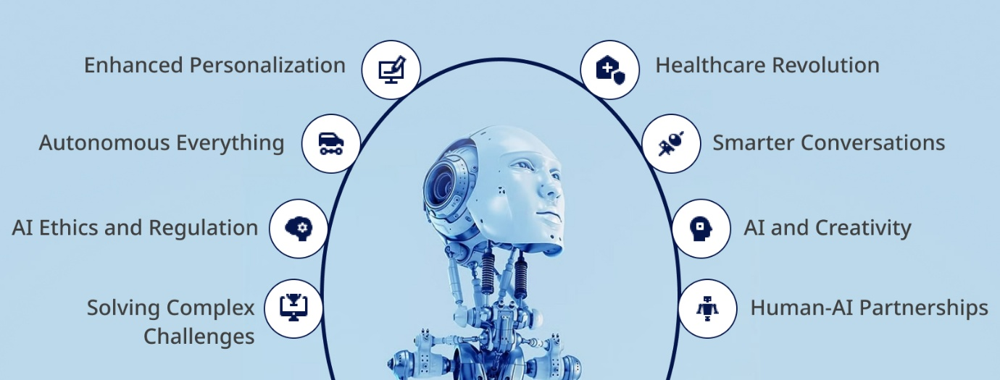 Enhanced Personalization
Healthcare Revolution
Autonomous Everything
Smarter Conversations
AI Ethics and Regulation
AI and Creativity
Solving Complex
Challenges
Human-AI Partnerships